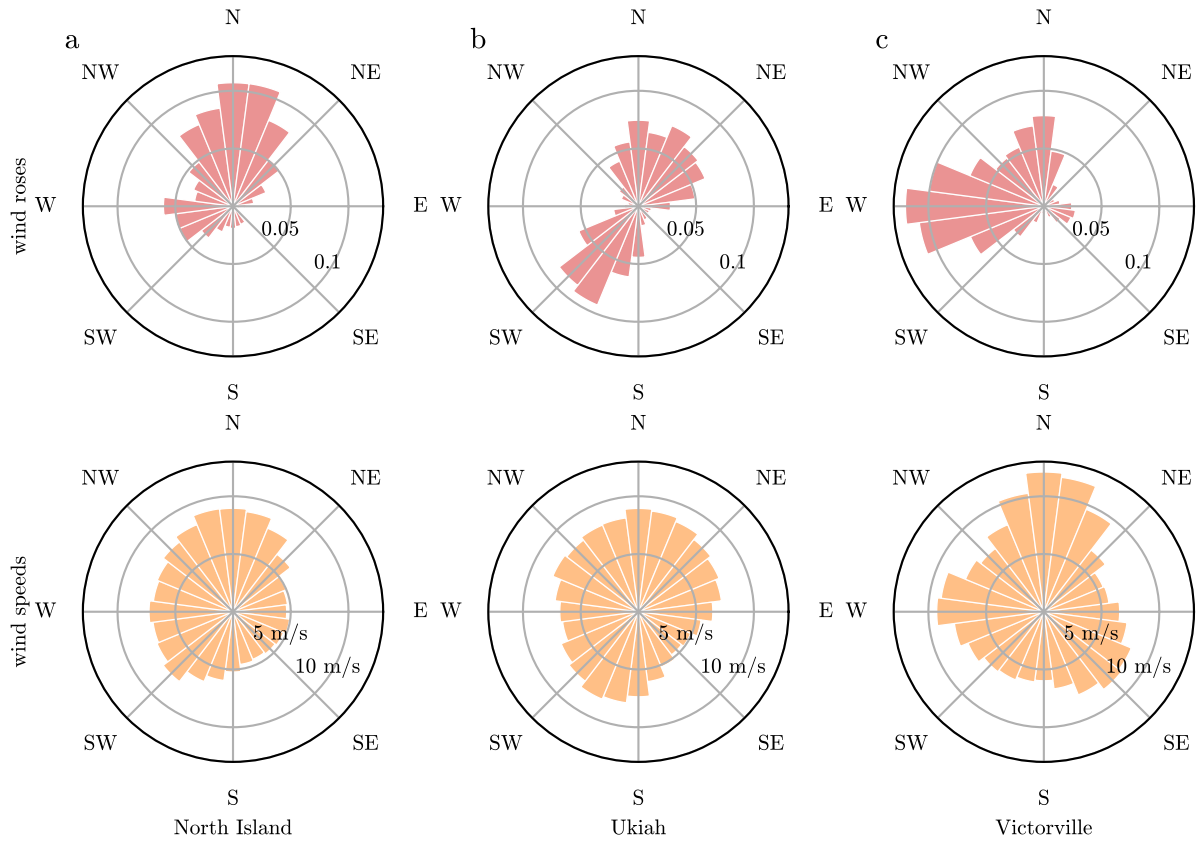 a
N
NE
NW
W
E
0.05
0.1
SW
SE
S
wind roses
b
N
NE
NW
W
E
0.05
0.1
SW
SE
S
c
N
NE
NW
W
0.05
0.1
SW
SE
S
wind speeds
N
NE
NW
W
E
5 m/s
10 m/s
SW
SE
S
North Island
N
NE
NW
W
E
5 m/s
10 m/s
SW
SE
S
Ukiah
N
NE
NW
W
5 m/s
10 m/s
SW
SE
S
Victorville